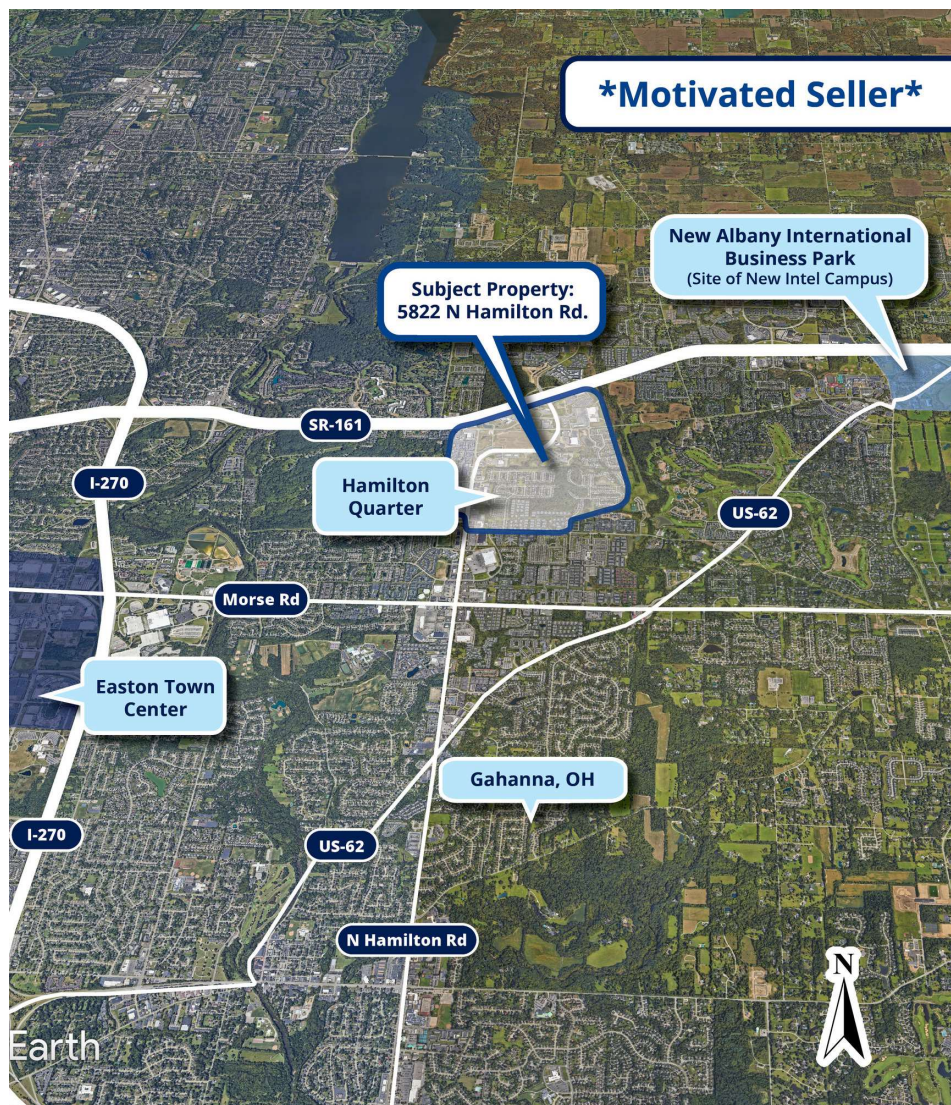 *Motivated Seller*
New Albany International
Business Park
(Site of New Intel Campus)
Subject Property:
5822 N Hamilton Rd.
SR-161
I-270
Hamilton
Quarter
US-62
Morse Rd
Easton Town
Center
Gahanna, OH
I-270
US-62
N Hamilton Rd
N
Earth